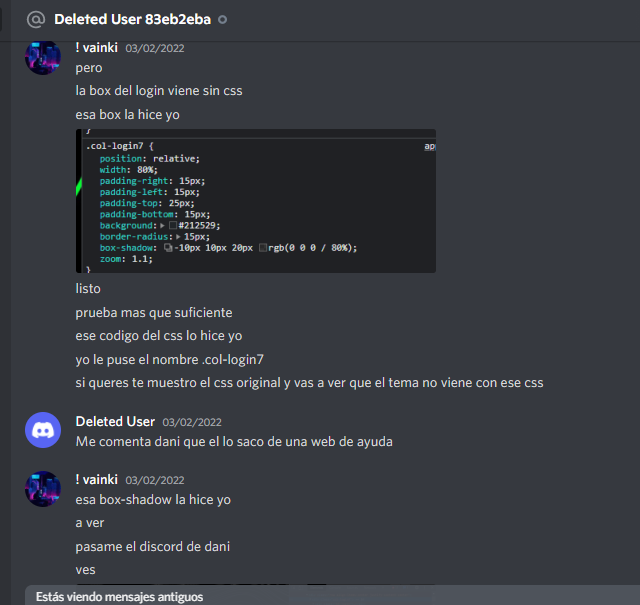 @ Deleted User 83eb2eba
! vainki 03/02/2022
pero
la box del login viene sin css
esa box la hice yo
}
.col-login7 { ap
position: relative;
width: 80%;
padding-right: 15px;
padding-left: 15px;
padding-top: 25px;
padding-bottom: 15px;
background: #212529;
border-radius: 15px;
box-shadow: -10px 10px 20px rgb(0 0 0 / 80%);
zoom: 1.1;
}
listo
prueba mas que suficiente
ese codigo del css lo hice yo
yo le puse el nombre .col-login7
si queres te muestro el css original y vas a ver que el tema no viene con ese css
Deleted User 03/02/2022
Me comenta dani que el lo saco de una web de ayuda
! vainki 03/02/2022
esa box-shadow la hice yo
a ver
pasame el discord de dani
ves
Estás viendo mensajes antiguos